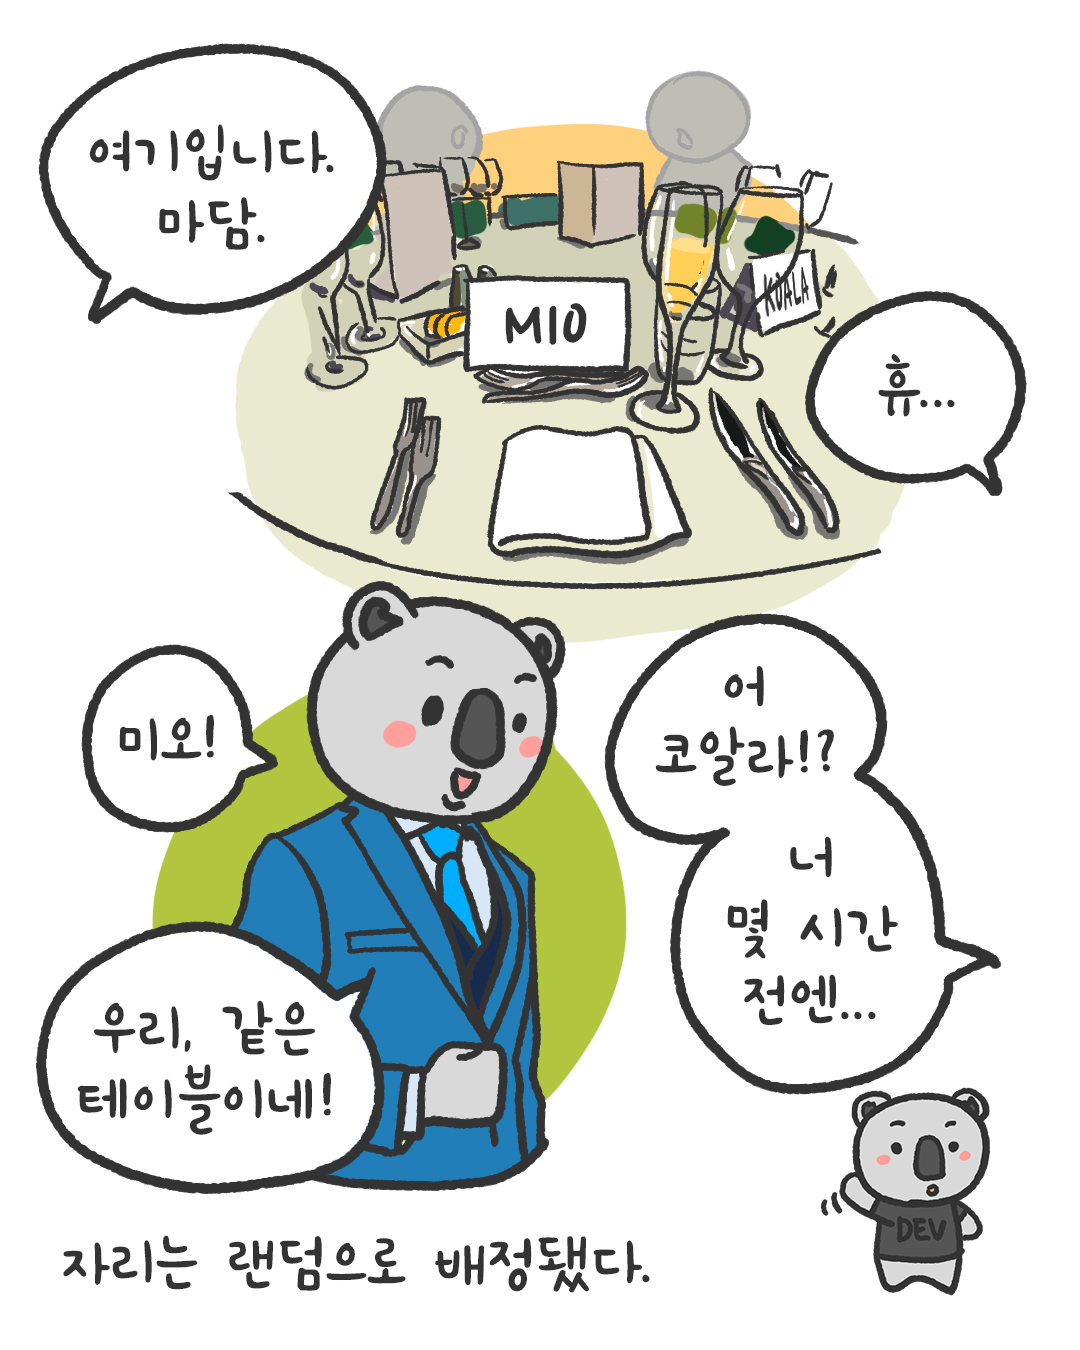 여기입니다.
마담.
MIO
KOALA
휴...
미오!
어
코알라!?
너
몇 시간
전엔...
우리, 같은
테이블이네!
DEV
자리는 랜덤으로 배정됐다.